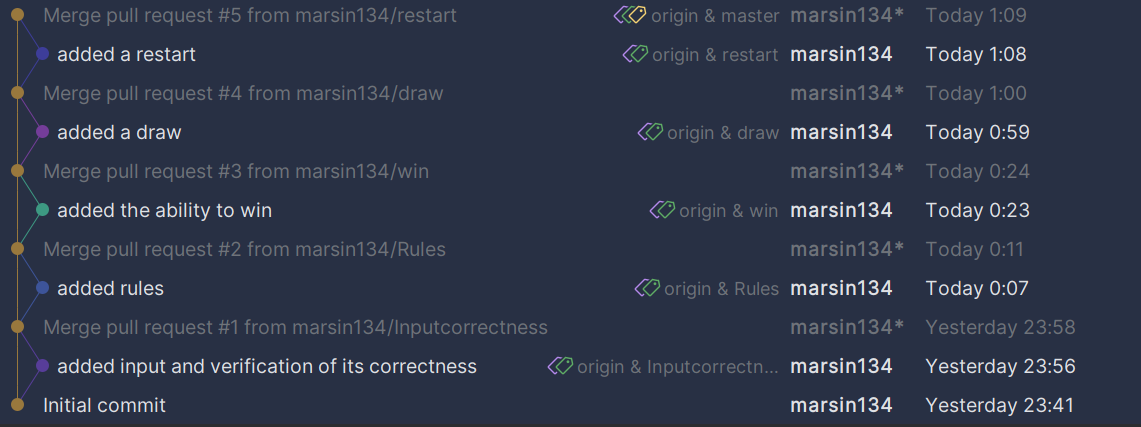 Merge pull request #5 from marsin134/restart origin & master marsin134* Today 1:09
added a restart origin & restart marsin134 Today 1:08
Merge pull request #4 from marsin134/draw marsin134* Today 1:00
added a draw origin & draw marsin134 Today 0:59
Merge pull request #3 from marsin134/win marsin134* Today 0:24
added the ability to win origin & win marsin134 Today 0:23
Merge pull request #2 from marsin134/Rules marsin134* Today 0:11
added rules origin & Rules marsin134 Today 0:07
Merge pull request #1 from marsin134/Inputcorrectness marsin134* Yesterday 23:58
added input and verification of its correctness origin & Inputcorrectn... marsin134 Yesterday 23:56
Initial commit marsin134 Yesterday 23:41